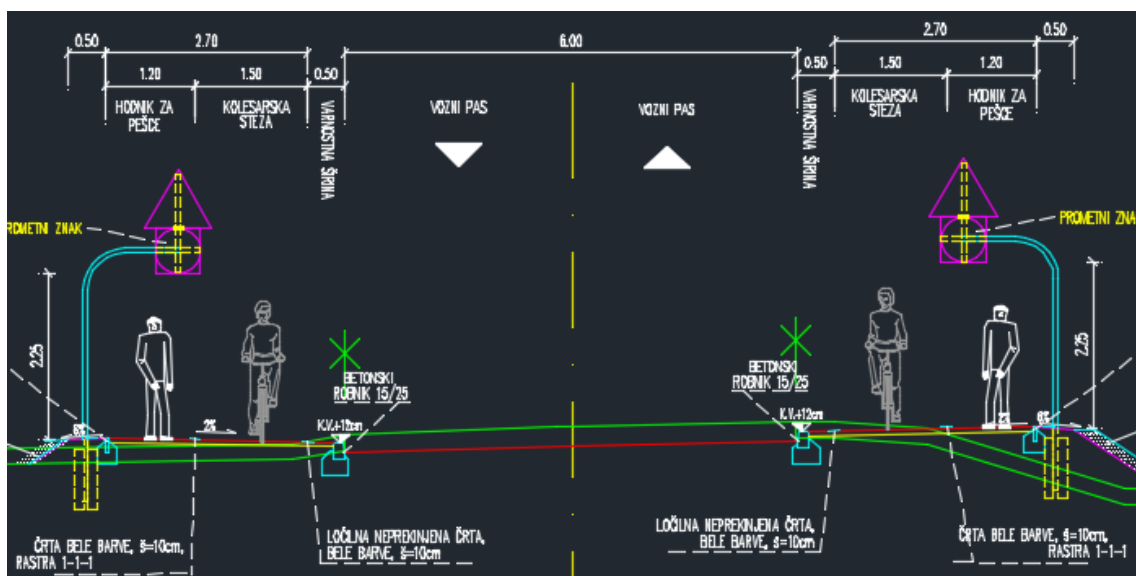 0.50 2.70 6.00 2.70 0.50
1.20 1.50 0.50 0.50 1.50 1.20
HODNIK ZA
PEŠCE
KOLESARSKA
STEZA
VARNOSTNA ŠIRINA
VOZNI PAS
VOZNI PAS
VARNOSTNA ŠIRINA
KOLESARSKA
STEZA
HODNIK ZA
PEŠCE
ROMETNI ZNAK
PROMETNI ZNA
2.25
2.25
BETONSKI
ROBNIK 15/25
BETONSKI
ROBNIK 15/25
K.V.+12cm
K.V.+12cm
6%
2%
2%
6%
ČRTA BELE BARVE, š=10cm,
RASTRA 1-1-1
LOČILNA NEPREKINJENA ČRTA,
BELE BARVE, š=10cm
LOČILNA NEPREKINJENA ČRTA,
BELE BARVE, š=10cm
ČRTA BELE BARVE, š=10cm,
RASTRA 1-1-1